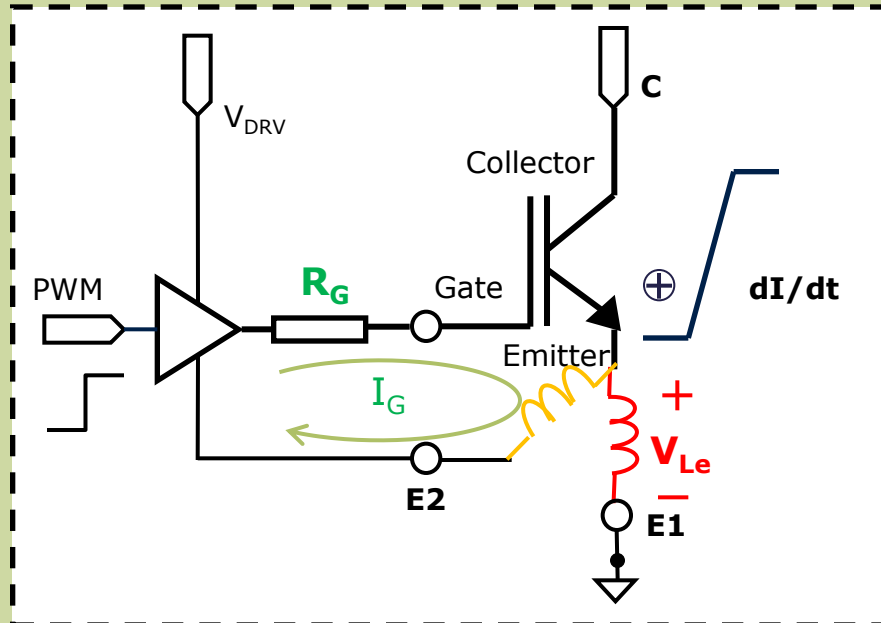 C
V_DRV
Collector
PWM
R_G
Gate
⊕
dI/dt
Emitter
I_G
+
V_Le
−
E2
E1